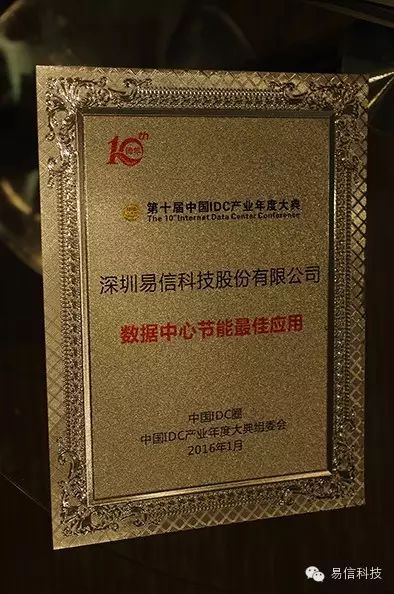 10th
第十届中国IDC产业年度大典
The 10th Internet Data Center Conference
深圳易信科技股份有限公司
数据中心节能最佳应用
中国IDC圈
中国IDC产业年度大典组委会
2016年1月
易信科技